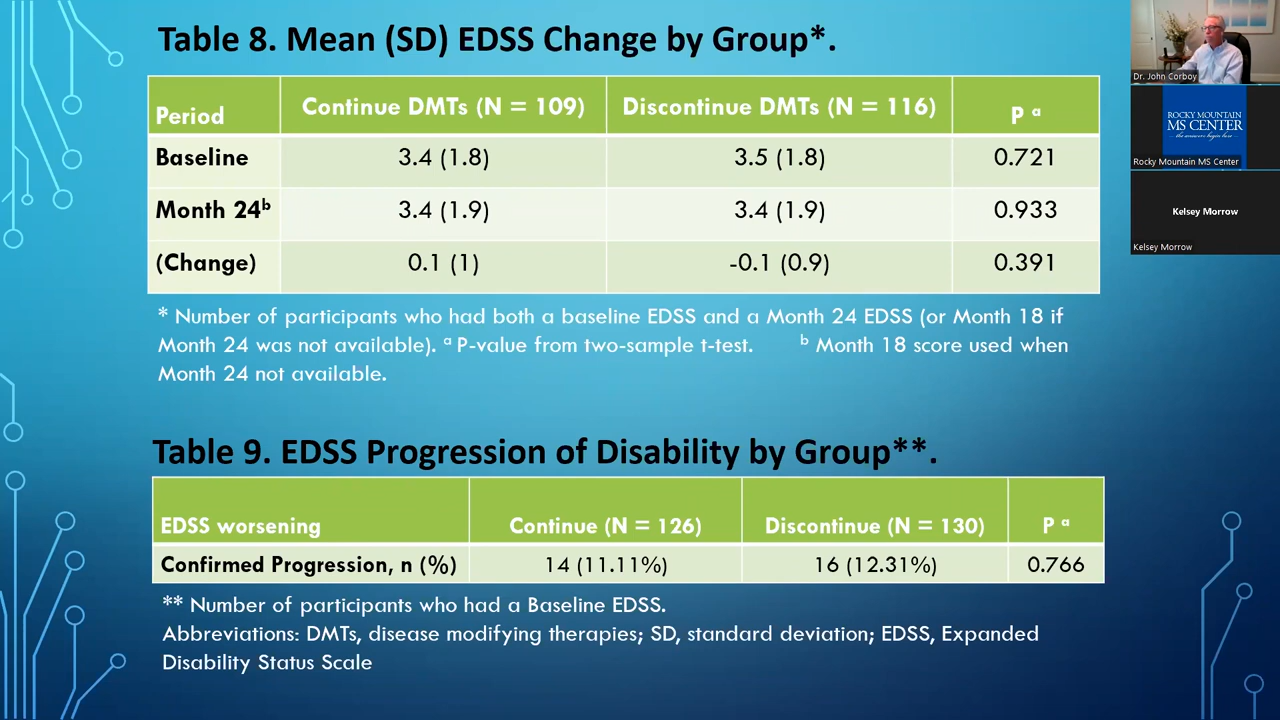 Table 8. Mean (SD) EDSS Change by Group*.
Period Continue DMTs (N = 109) Discontinue DMTs (N = 116) P ᵃ
Baseline 3.4 (1.8) 3.5 (1.8) 0.721
Month 24ᵇ 3.4 (1.9) 3.4 (1.9) 0.933
(Change) 0.1 (1) -0.1 (0.9) 0.391
* Number of participants who had both a baseline EDSS and a Month 24 EDSS (or Month 18 if
Month 24 was not available). ᵃ P-value from two-sample t-test. ᵇ Month 18 score used when
Month 24 not available.
Table 9. EDSS Progression of Disability by Group**.
EDSS worsening Continue (N = 126) Discontinue (N = 130) P ᵃ
Confirmed Progression, n (%) 14 (11.11%) 16 (12.31%) 0.766
** Number of participants who had a Baseline EDSS.
Abbreviations: DMTs, disease modifying therapies; SD, standard deviation; EDSS, Expanded
Disability Status Scale
Dr. John Corboy
ROCKY MOUNTAIN
MS CENTER
the answers begin here
Rocky Mountain MS Center
Kelsey Morrow
Kelsey Morrow